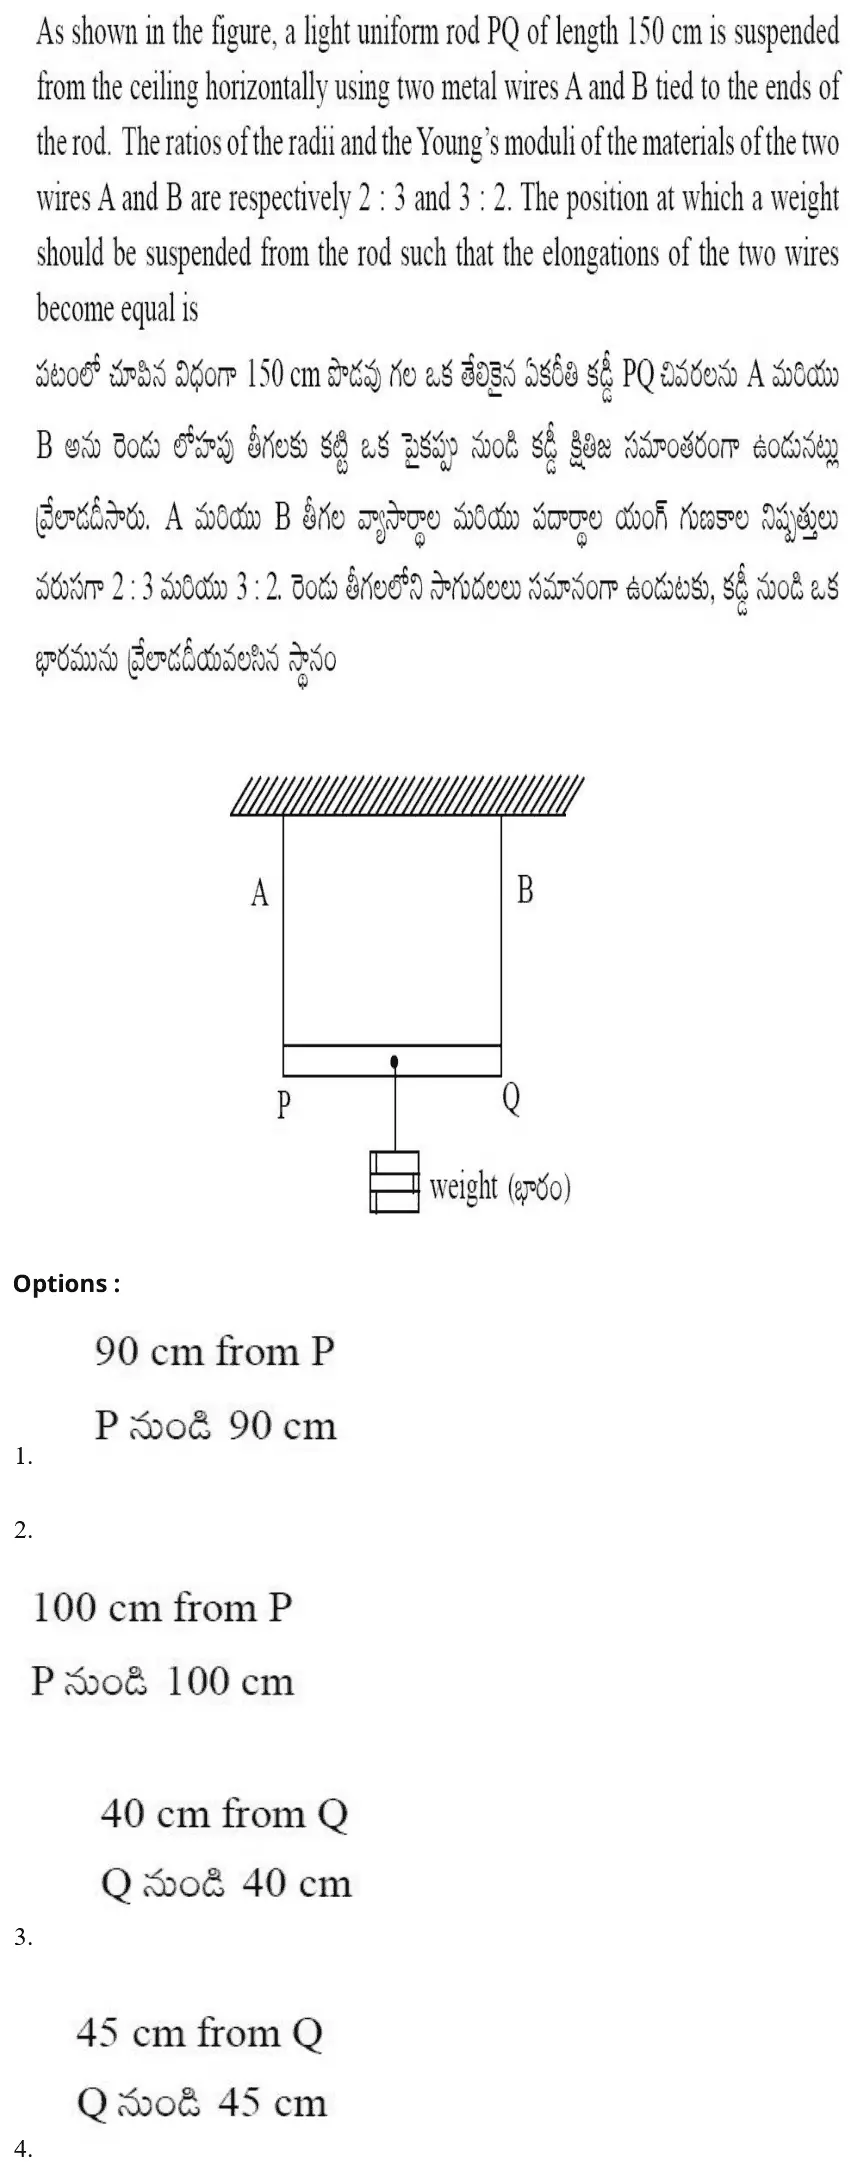 As shown in the figure, a light uniform rod PQ of length 150 cm is suspended
from the ceiling horizontally using two metal wires A and B tied to the ends of
the rod. The ratios of the radii and the Young's moduli of the materials of the two
wires A and B are respectively 2 : 3 and 3 : 2. The position at which a weight
should be suspended from the rod such that the elongations of the two wires
become equal is
పటంలో చూపిన విధంగా 150 cm పొడవు గల ఒక తేలికైన ఏకరీతి కడ్డీ PQ చివరలను A మరియు
B అను రెండు లోహపు తీగలకు కట్టి ఒక పైకప్పు నుండి కడ్డీ క్షితిజ సమాంతరంగా ఉండునట్లు
వ్రేలాడదీసారు. A మరియు B తీగల వ్యాసార్థాల మరియు పదార్థాల యంగ్ గుణకాల నిష్పత్తులు
వరుసగా 2 : 3 మరియు 3 : 2. రెండు తీగలలోని సాగుదలలు సమానంగా ఉండుటకు, కడ్డీ నుండి ఒక
భారమును వ్రేలాడదీయవలసిన స్థానం
A
B
P
Q
weight (భారం)
Options :
90 cm from P
P నుండి 90 cm
1.
2.
100 cm from P
P నుండి 100 cm
40 cm from Q
Q నుండి 40 cm
3.
45 cm from Q
Q నుండి 45 cm
4.